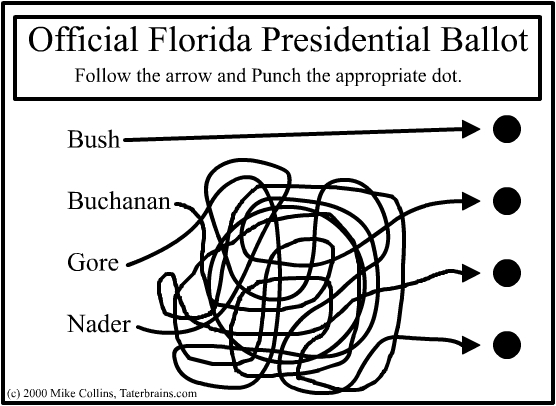 Official Florida Presidential Ballot
Follow the arrow and Punch the appropriate dot.
Bush
Buchanan
Gore
Nader
(c) 2000 Mike Collins, Taterbrains.com